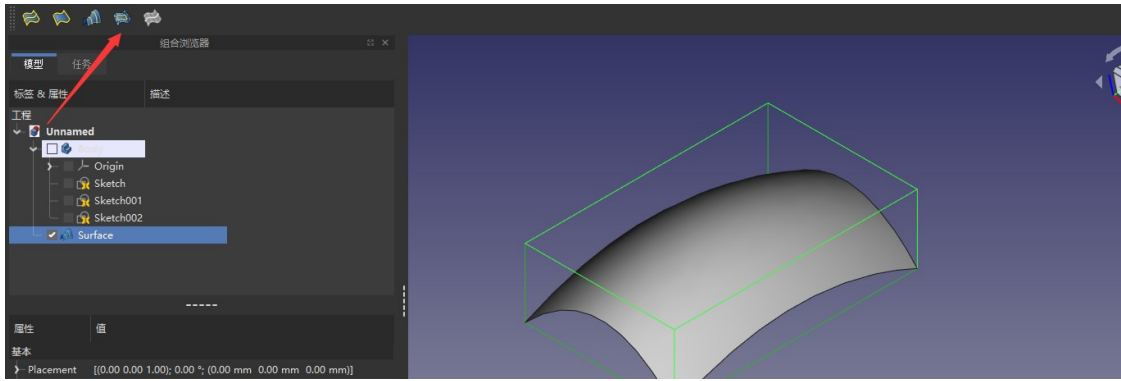 组合浏览器
模型 任务
标签 & 属性 描述
工程
Unnamed
Body
Origin
Sketch
Sketch001
Sketch002
Surface
属性 值
基本
Placement [(0.00 0.00 1.00); 0.00 °; (0.00 mm 0.00 mm 0.00 mm)]